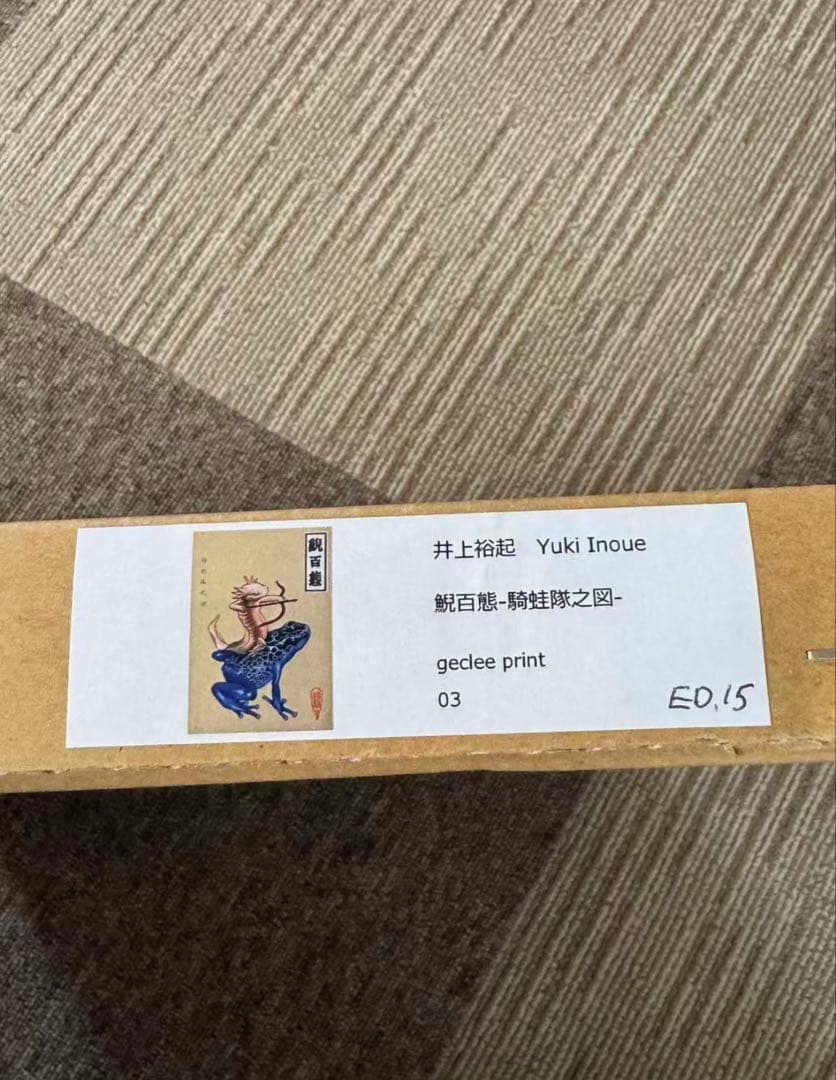 鯢百態
井上裕起　Yuki Inoue
鯢百態-騎蛙隊之図-
geclee print
03
ED.15